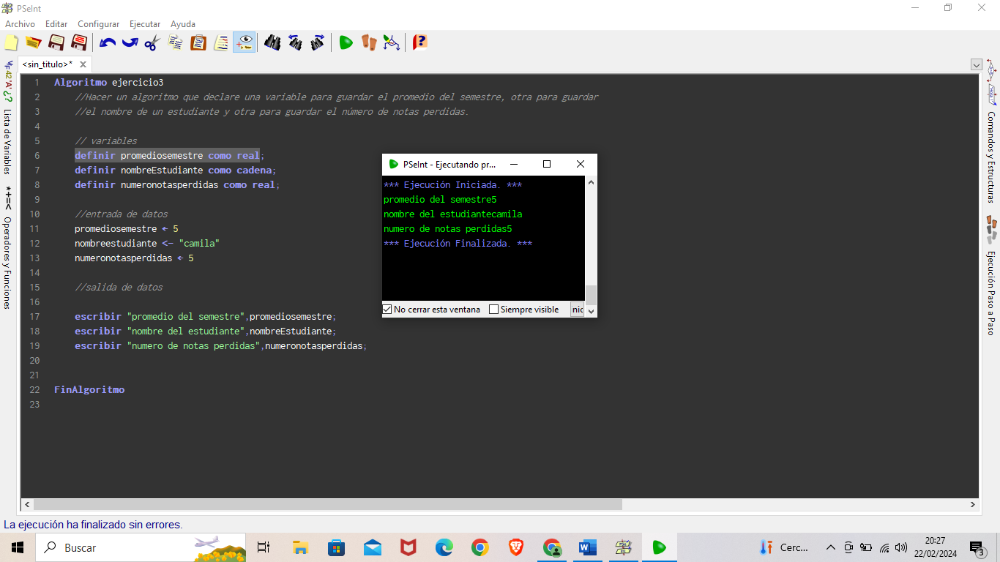 PSeInt
Archivo Editar Configurar Ejecutar Ayuda
<sin_titulo>*
Lista de Variables
Operadores y Funciones
1 Algoritmo ejercicio3
2 //Hacer un algoritmo que declare una variable para guardar el promedio del semestre, otra para guardar
3 //el nombre de un estudiante y otra para guardar el número de notas perdidas.
4
5 // variables
6 definir promediosemestre como real;
7 definir nombreEstudiante como cadena;
8 definir numeronotasperdidas como real;
9
10 //entrada de datos
11 promediosemestre ← 5
12 nombreestudiante <- "camila"
13 numeronotasperdidas ← 5
14
15 //salida de datos
16
17 escribir "promedio del semestre",promediosemestre;
18 escribir "nombre del estudiante",nombreEstudiante;
19 escribir "numero de notas perdidas",numeronotasperdidas;
20
21
22 FinAlgoritmo
23
PSeInt - Ejecutando pr...
*** Ejecución Iniciada. ***
promedio del semestre5
nombre del estudiantecamila
numero de notas perdidas5
*** Ejecución Finalizada. ***
No cerrar esta ventana Siempre visible
Comandos y Estructuras
Ejecución Paso a Paso
La ejecución ha finalizado sin errores.
Buscar
Cerc...
20:27
22/02/2024
3